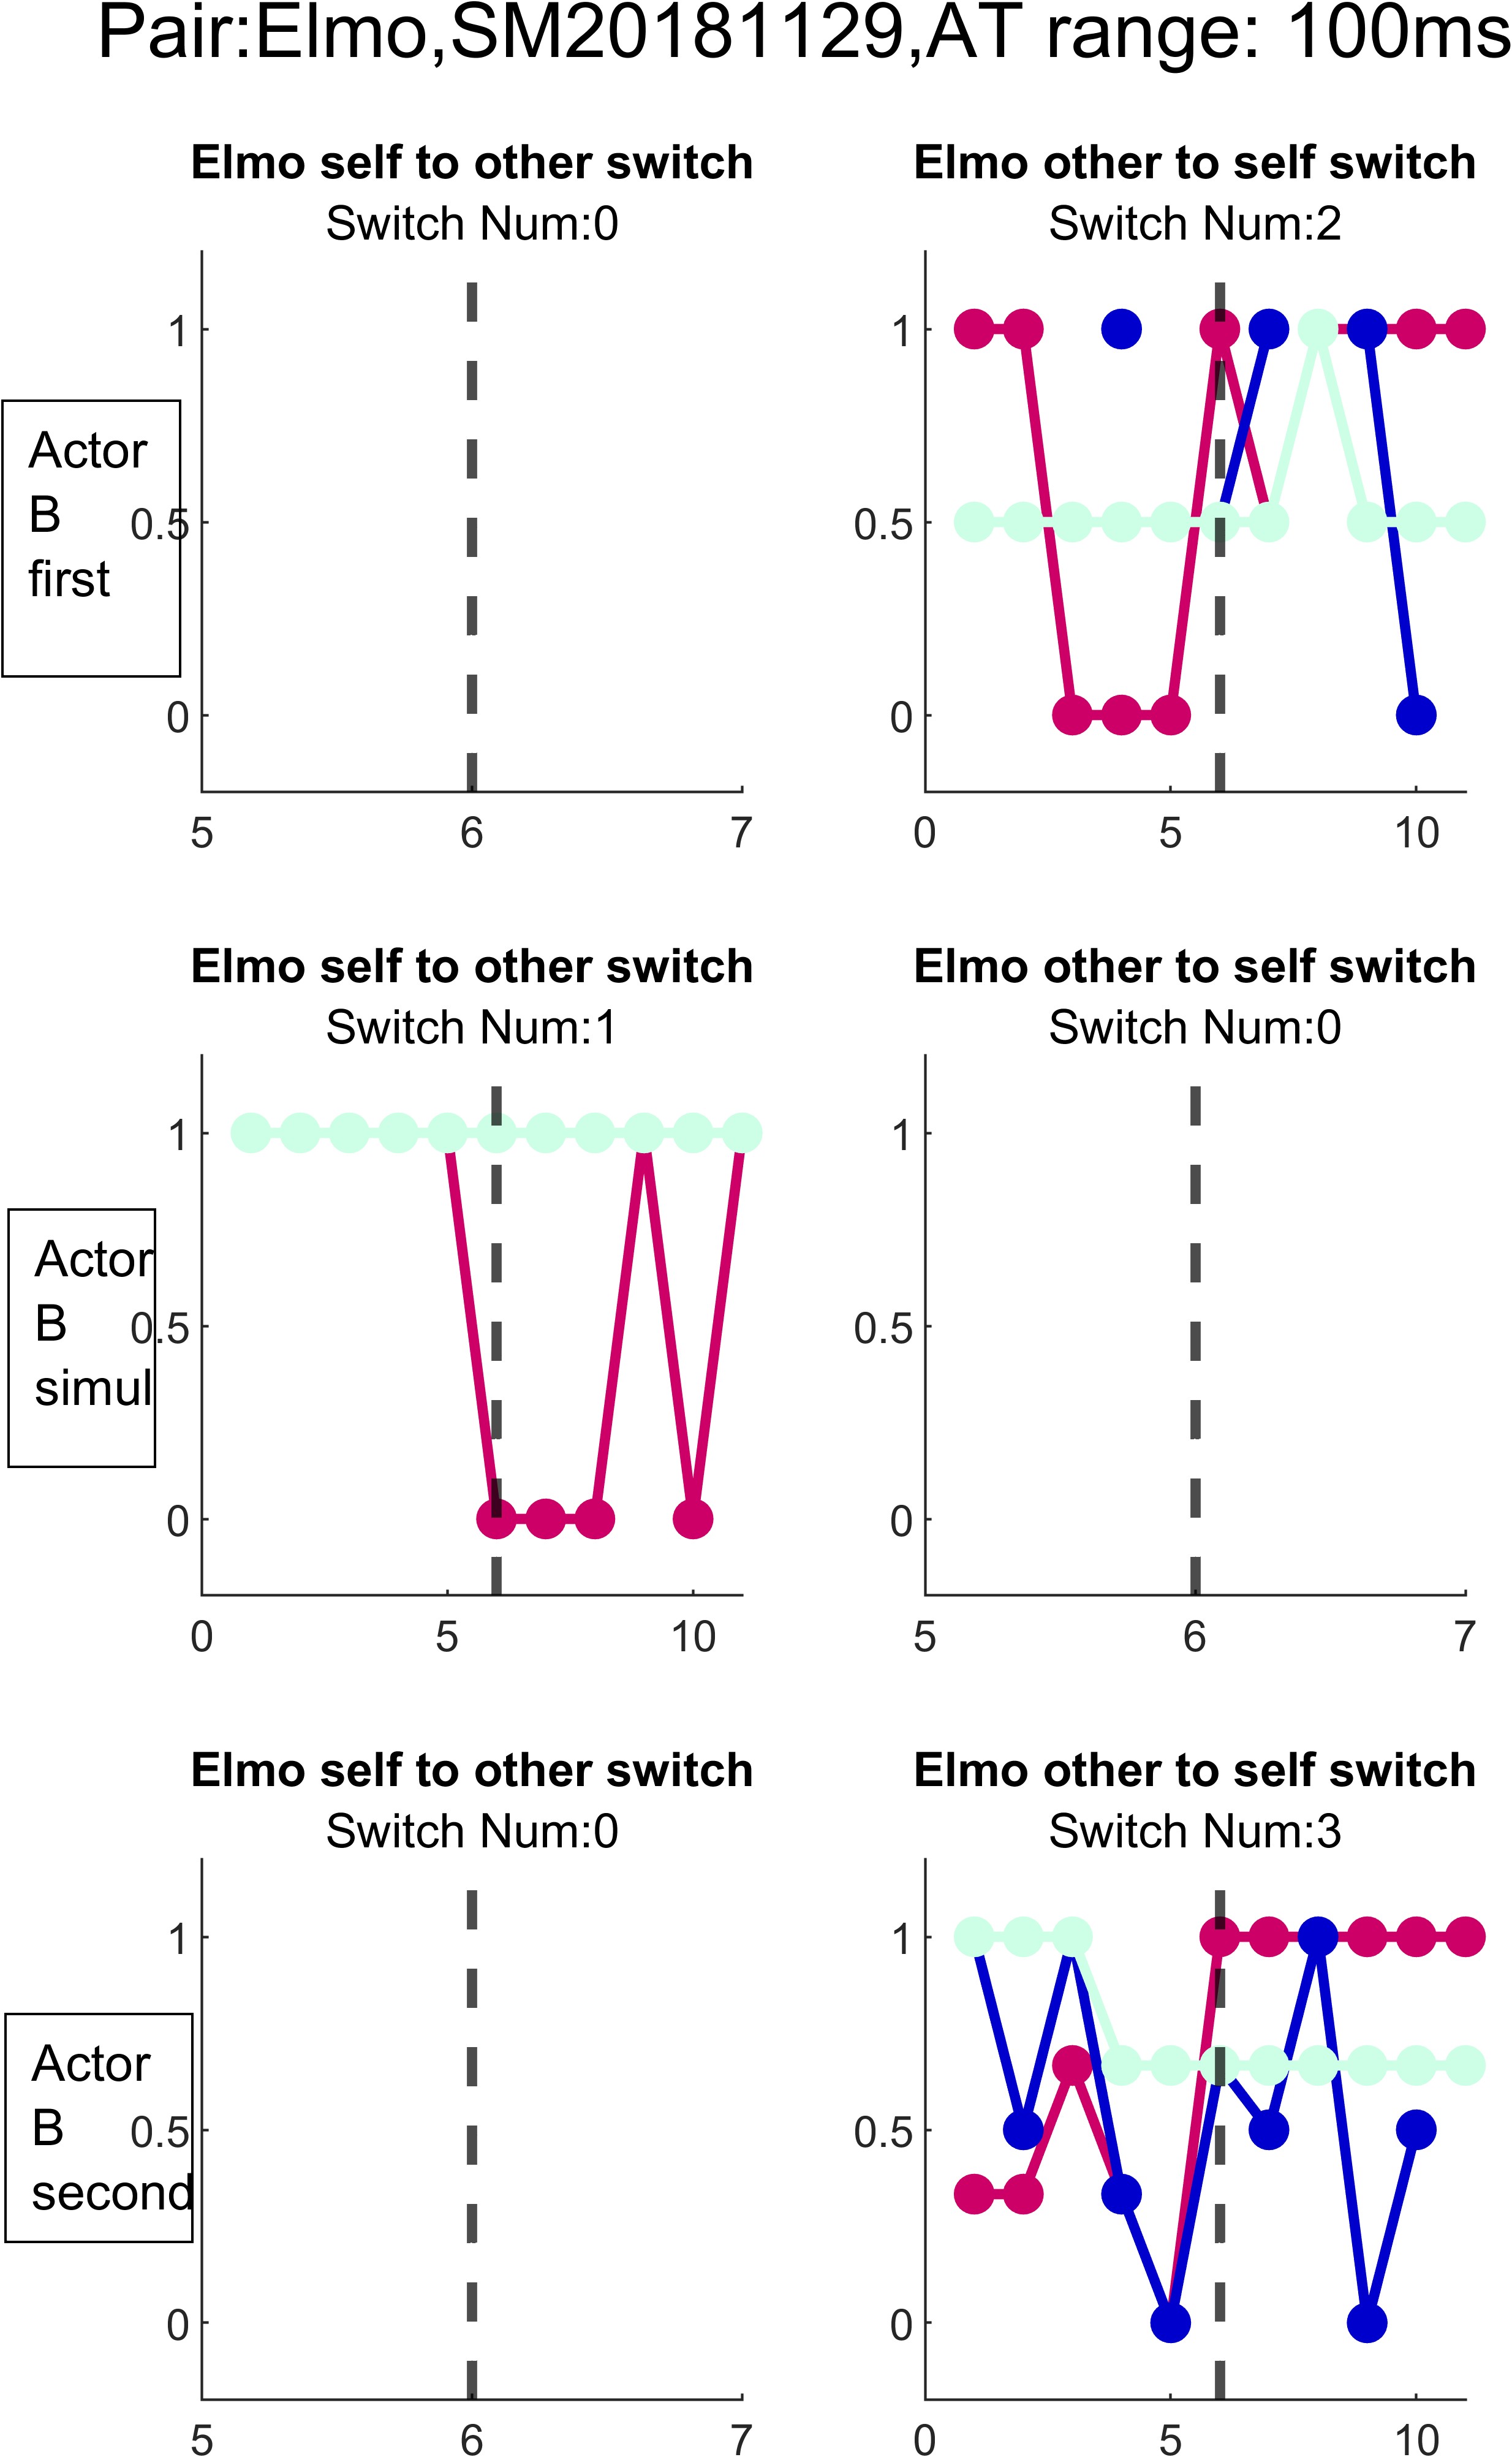 Pair:Elmo,SM20181129,AT range: 100ms
Elmo self to other switch
Switch Num:0
1
0.5
0
5 6 7
Elmo other to self switch
Switch Num:2
1
0.5
0
0 5 10
Actor
B
first
Elmo self to other switch
Switch Num:1
1
0.5
0
0 5 10
Elmo other to self switch
Switch Num:0
1
0.5
0
5 6 7
Actor
B
simul
Elmo self to other switch
Switch Num:0
1
0.5
0
5 6 7
Elmo other to self switch
Switch Num:3
1
0.5
0
0 5 10
Actor
B
second